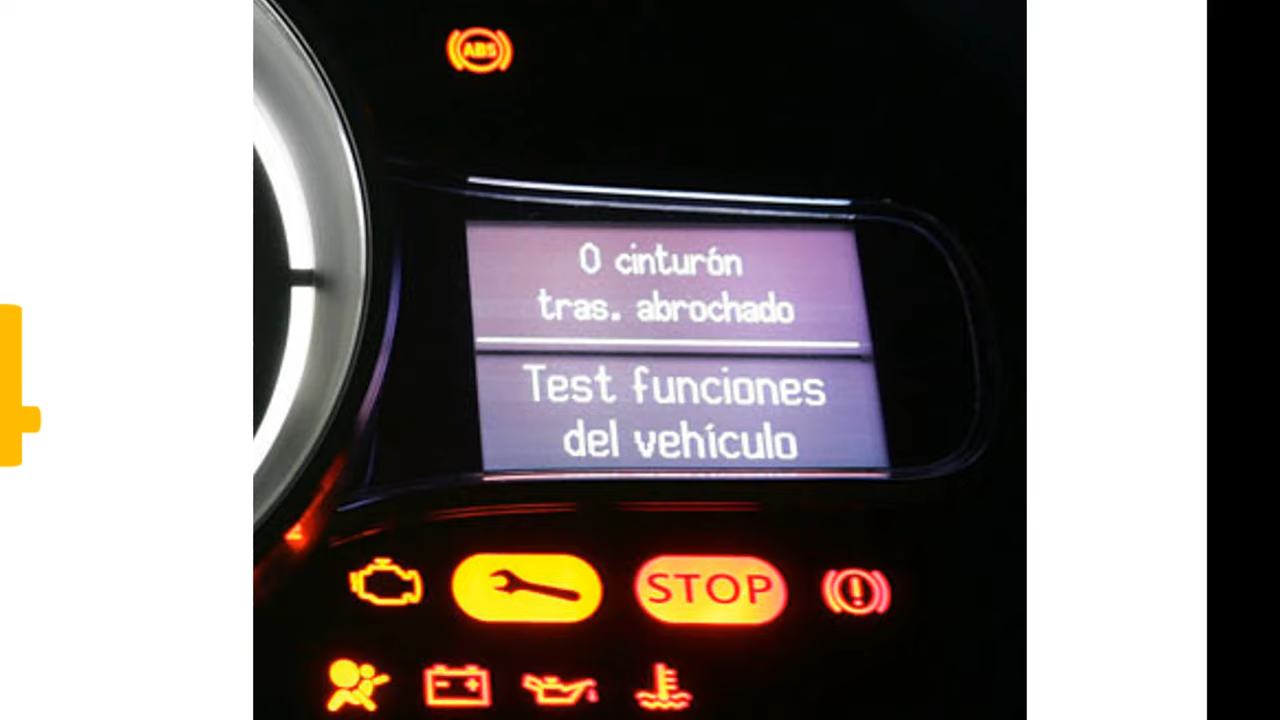 ABS
0 cinturón
tras. abrochado
Test funciones
del vehículo
STOP